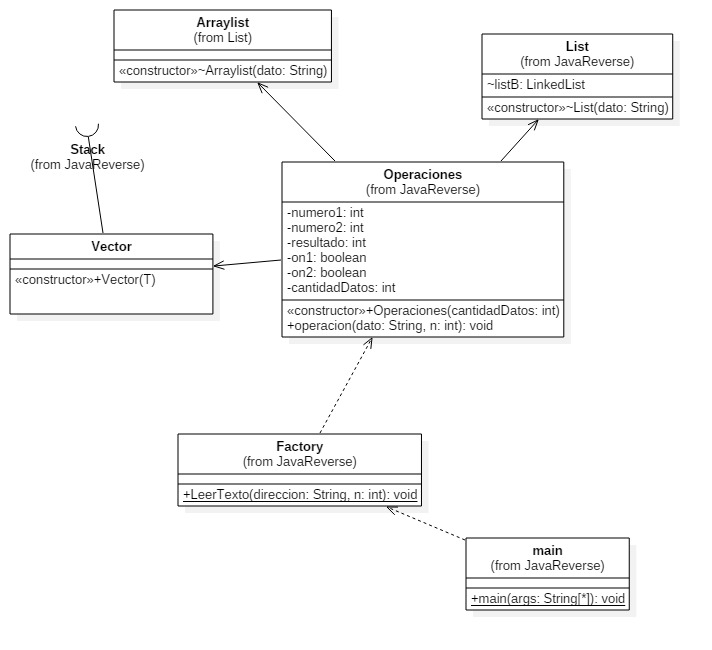 Arraylist
(from List)
«constructor»~Arraylist(dato: String)
List
(from JavaReverse)
~listB: LinkedList
«constructor»~List(dato: String)
Stack
(from JavaReverse)
Operaciones
(from JavaReverse)
-numero1: int
-numero2: int
-resultado: int
-on1: boolean
-on2: boolean
-cantidadDatos: int
«constructor»+Operaciones(cantidadDatos: int)
+operacion(dato: String, n: int): void
Vector
«constructor»+Vector(T)
Factory
(from JavaReverse)
+LeerTexto(direccion: String, n: int): void
main
(from JavaReverse)
+main(args: String[*]): void